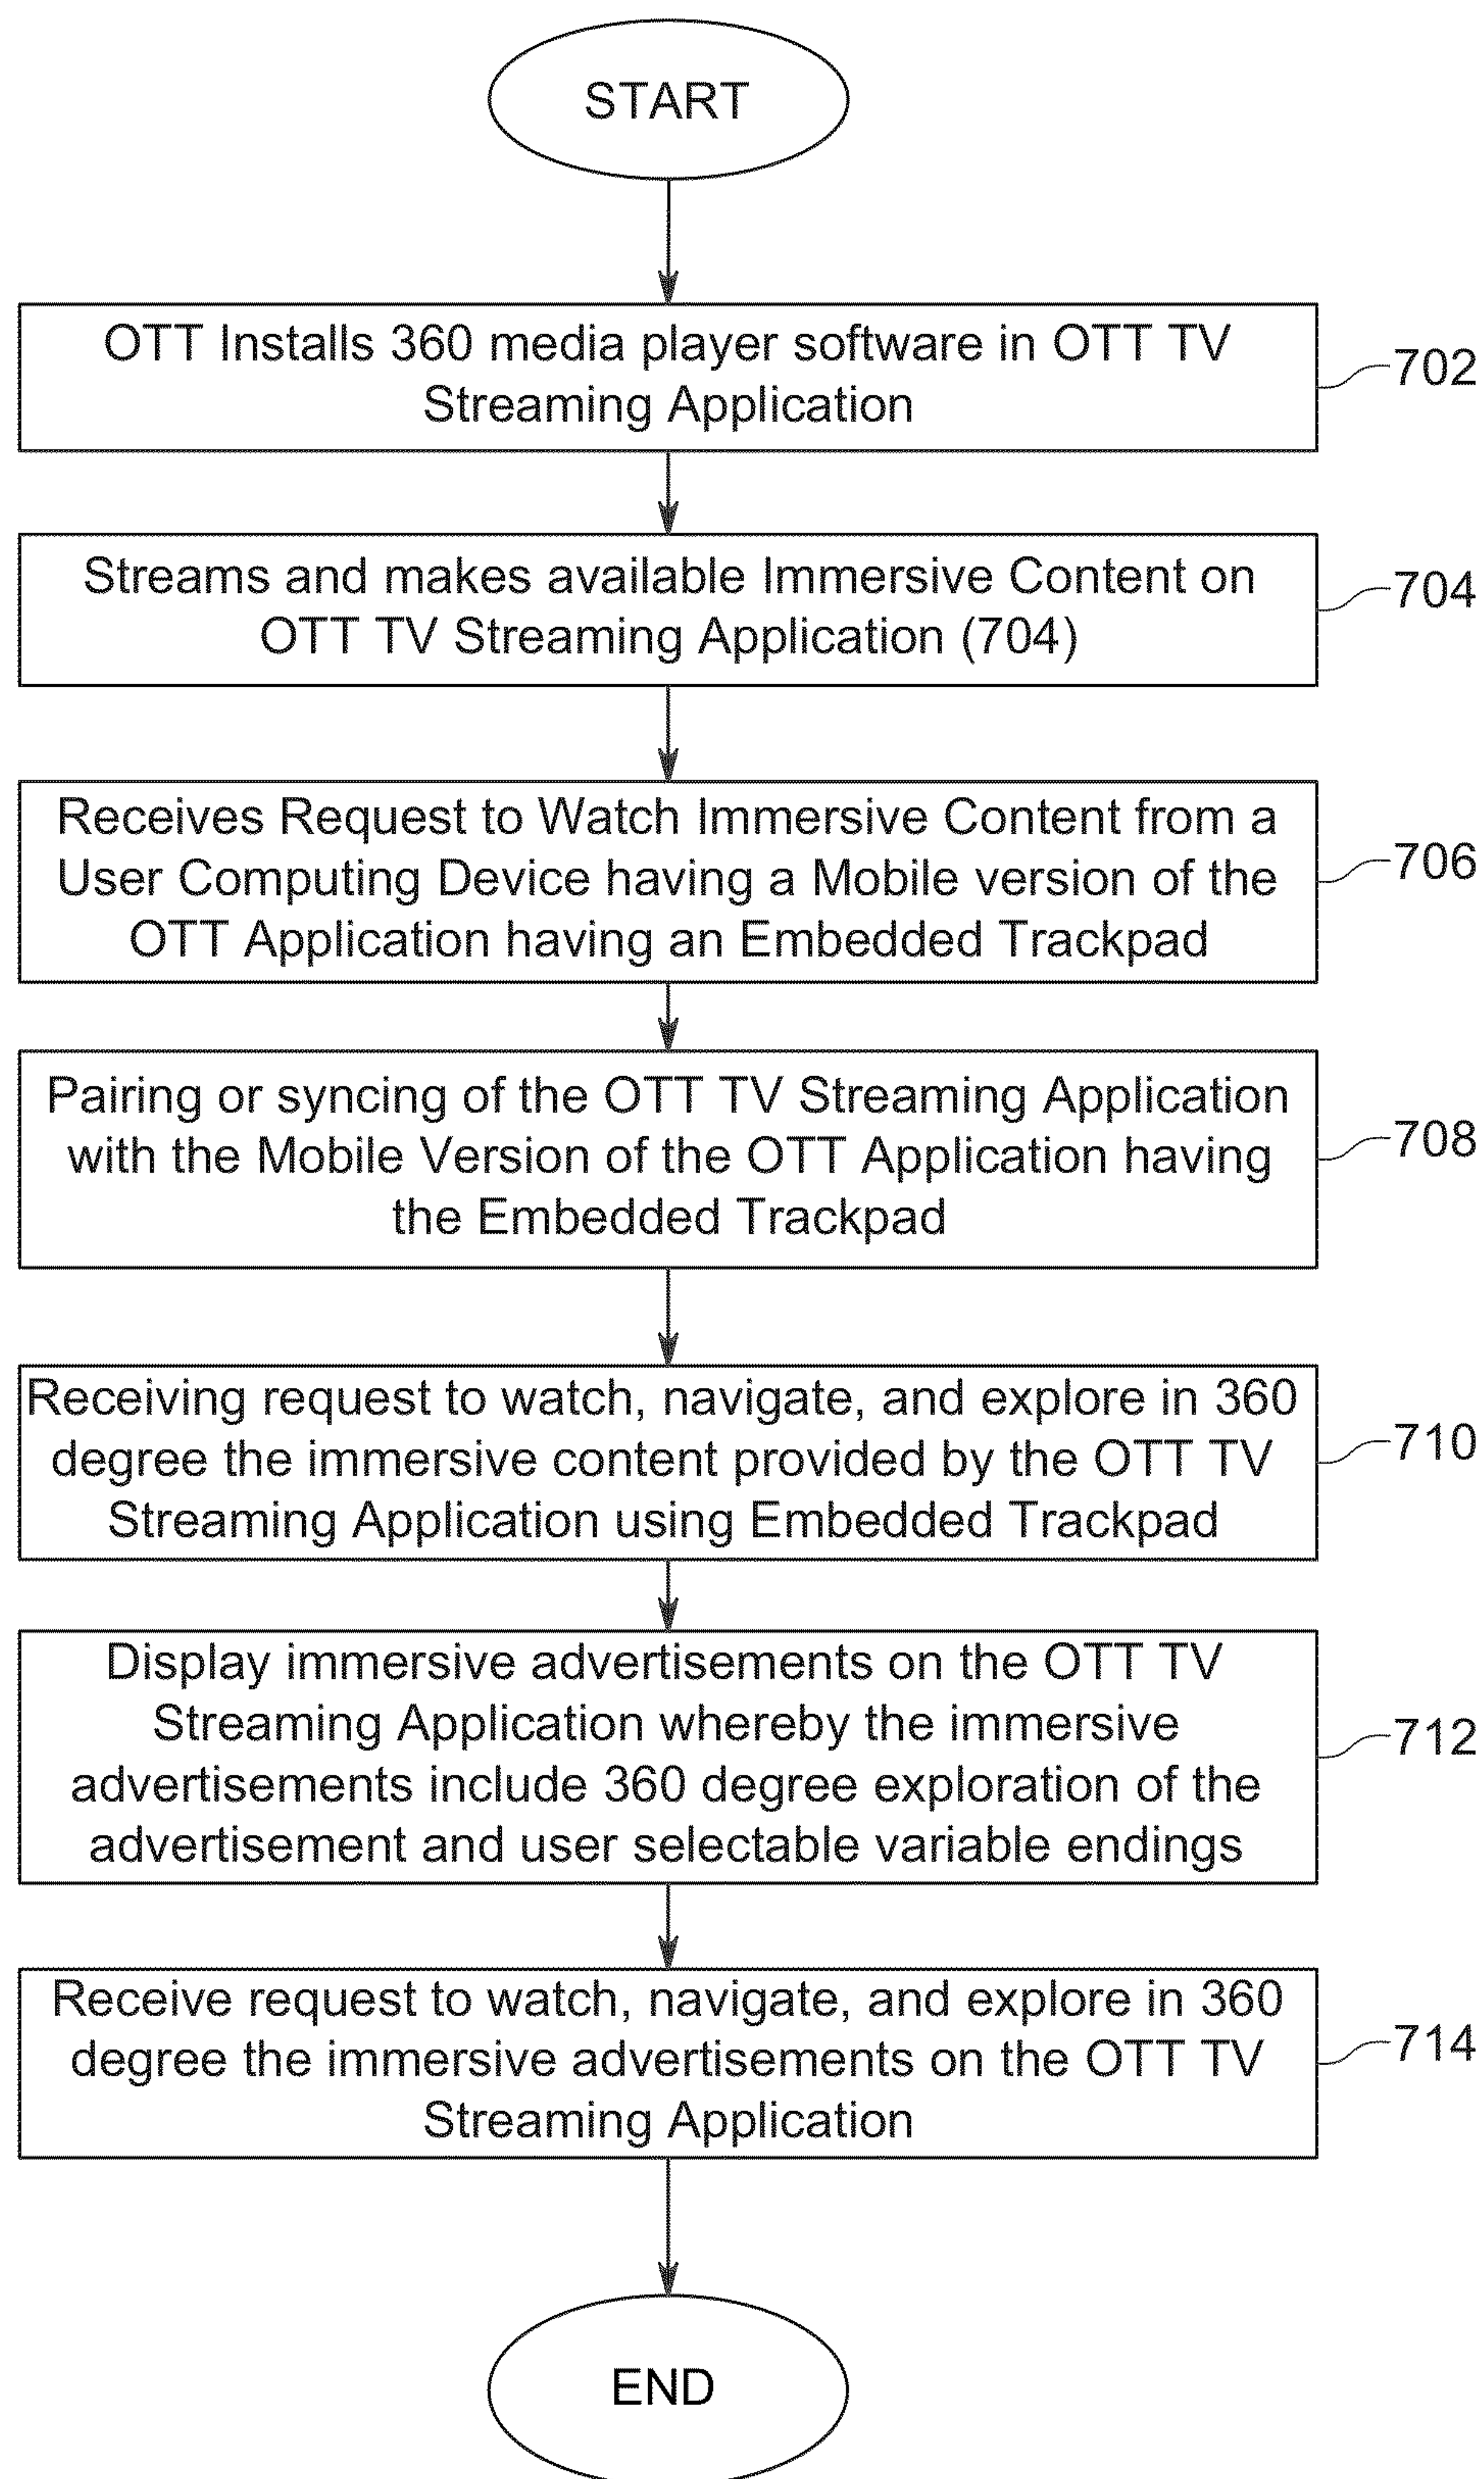 START
OTT Installs 360 media player software in OTT TV
Streaming Application
702
Streams and makes available Immersive Content on
OTT TV Streaming Application (704)
704
Receives Request to Watch Immersive Content from a
User Computing Device having a Mobile version of the
OTT Application having an Embedded Trackpad
706
Pairing or syncing of the OTT TV Streaming Application
with the Mobile Version of the OTT Application having
the Embedded Trackpad
708
Receiving request to watch, navigate, and explore in 360
degree the immersive content provided by the OTT TV
Streaming Application using Embedded Trackpad
710
Display immersive advertisements on the OTT TV
Streaming Application whereby the immersive
advertisements include 360 degree exploration of the
advertisement and user selectable variable endings
712
Receive request to watch, navigate, and explore in 360
degree the immersive advertisements on the OTT TV
Streaming Application
714
END